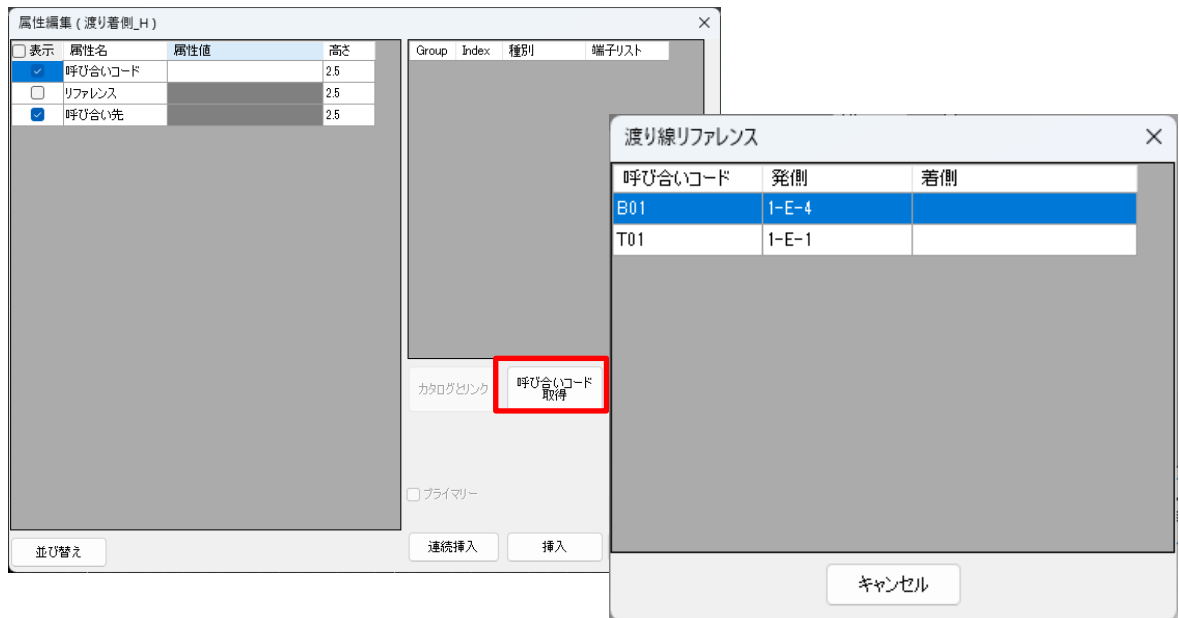 属性編集 ( 渡り着側_H )
表示 属性名 属性値 高さ
呼び合いコード 2.5
リファレンス 2.5
呼び合い先 2.5
Group Index 種別 端子リスト
カタログとリンク
呼び合いコード
取得
プライマリー
並び替え
連続挿入
挿入
渡り線リファレンス
呼び合いコード 発側 着側
B01 1-E-4
T01 1-E-1
キャンセル